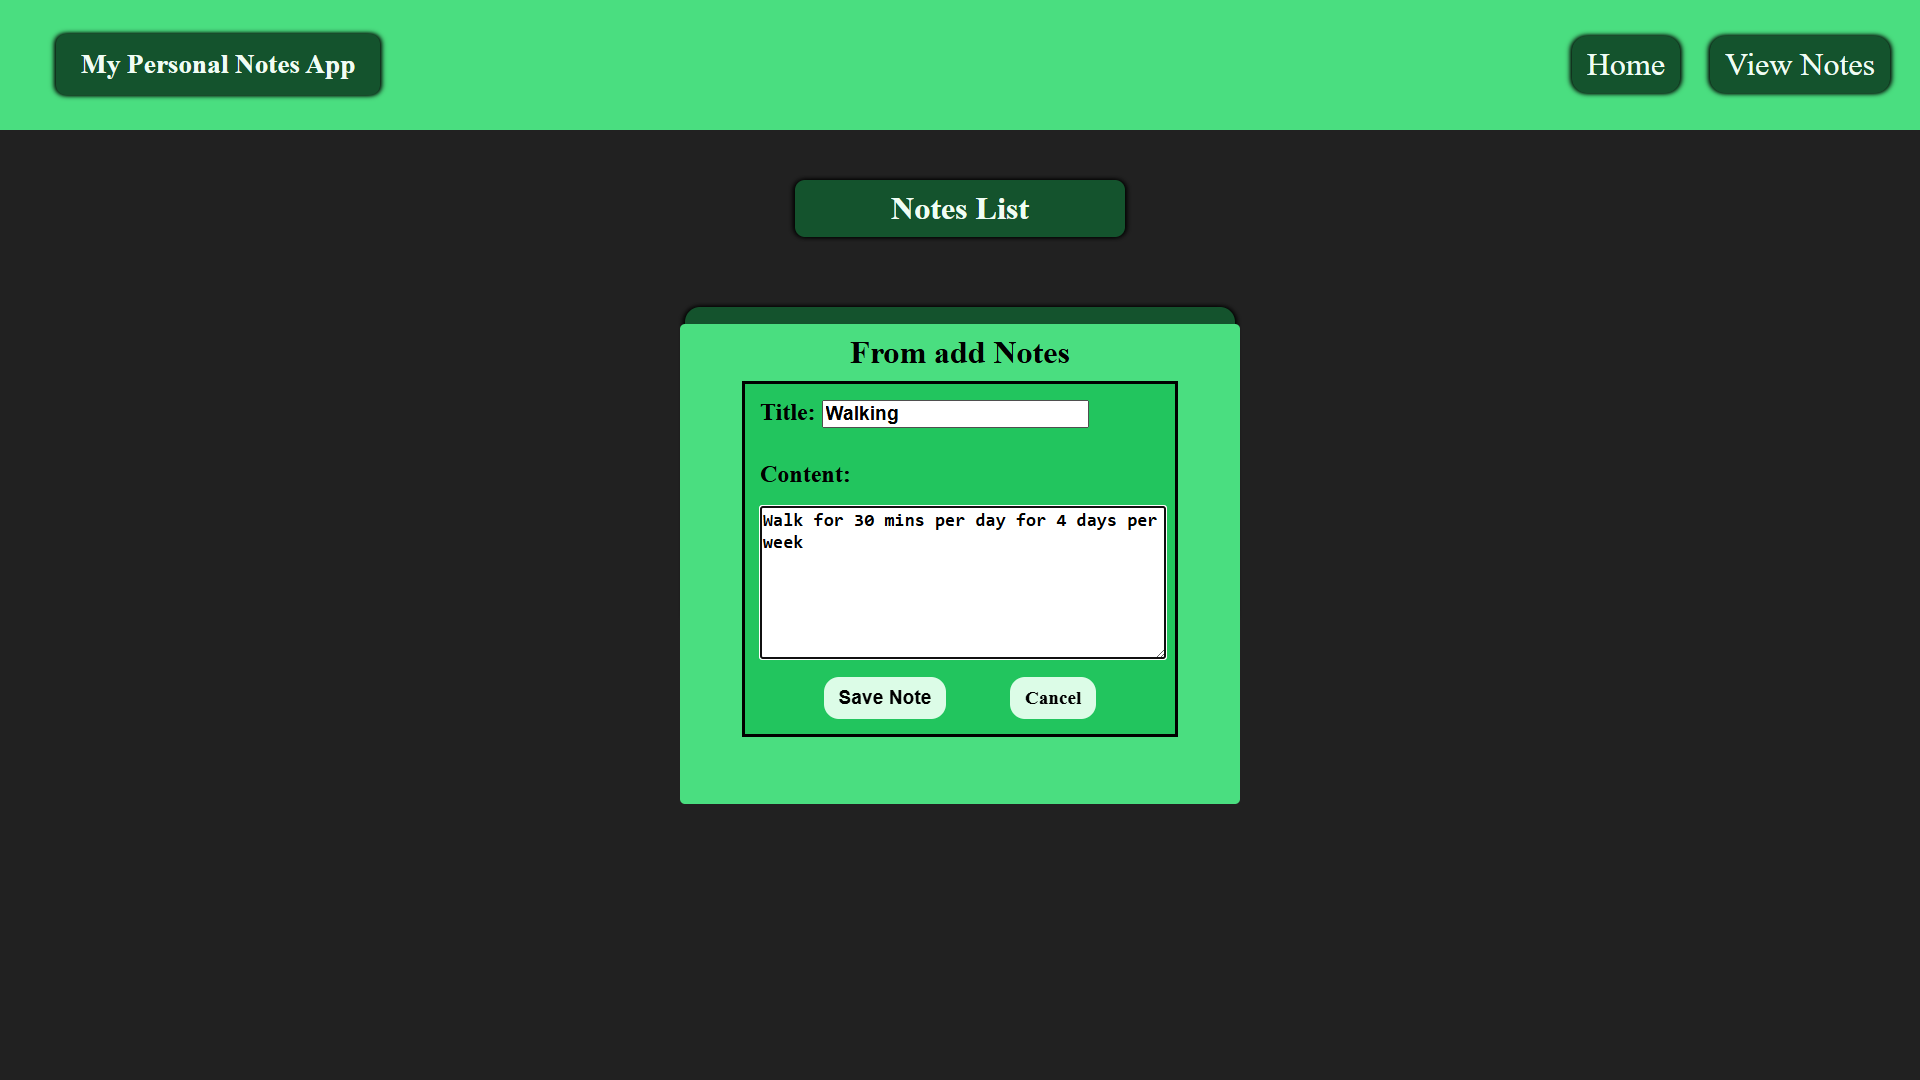 My Personal Notes App
Home
View Notes
Notes List
From add Notes
Title: Walking
Content:
Walk for 30 mins per day for 4 days per
week
Save Note
Cancel